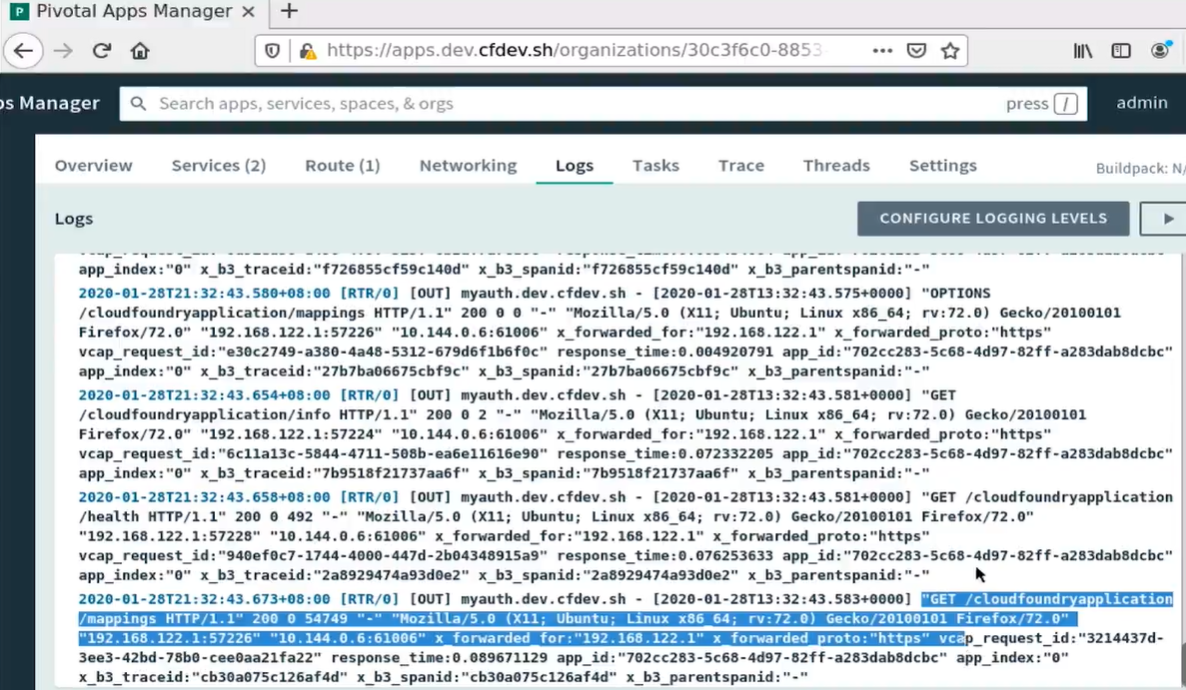 Pivotal Apps Manager
https://apps.dev.cfdev.sh/organizations/30c3f6c0-8853
ps Manager
Search apps, services, spaces, & orgs
press /
admin
Overview
Services (2)
Route (1)
Networking
Logs
Tasks
Trace
Threads
Settings
Buildpack: N/
Logs
CONFIGURE LOGGING LEVELS
app_index:"0" x_b3_traceid:"f726855cf59c140d" x_b3_spanid:"f726855cf59c140d" x_b3_parentspanid:"-"
2020-01-28T21:32:43.580+08:00 [RTR/0] [OUT] myauth.dev.cfdev.sh - [2020-01-28T13:32:43.575+0000] "OPTIONS
/cloudfoundryapplication/mappings HTTP/1.1" 200 0 0 "-" "Mozilla/5.0 (X11; Ubuntu; Linux x86_64; rv:72.0) Gecko/20100101
Firefox/72.0" "192.168.122.1:57226" "10.144.0.6:61006" x_forwarded_for:"192.168.122.1" x_forwarded_proto:"https"
vcap_request_id:"e30c2749-a380-4a48-5312-679d6f1b6f0c" response_time:0.004920791 app_id:"702cc283-5c68-4d97-82ff-a283dab8dcbc"
app_index:"0" x_b3_traceid:"27b7ba06675cbf9c" x_b3_spanid:"27b7ba06675cbf9c" x_b3_parentspanid:"-"
2020-01-28T21:32:43.654+08:00 [RTR/0] [OUT] myauth.dev.cfdev.sh - [2020-01-28T13:32:43.581+0000] "GET
/cloudfoundryapplication/info HTTP/1.1" 200 0 2 "-" "Mozilla/5.0 (X11; Ubuntu; Linux x86_64; rv:72.0) Gecko/20100101
Firefox/72.0" "192.168.122.1:57224" "10.144.0.6:61006" x_forwarded_for:"192.168.122.1" x_forwarded_proto:"https"
vcap_request_id:"6c11a13c-5844-4711-508b-ea6e11616e90" response_time:0.072332205 app_id:"702cc283-5c68-4d97-82ff-a283dab8dcbc"
app_index:"0" x_b3_traceid:"7b9518f21737aa6f" x_b3_spanid:"7b9518f21737aa6f" x_b3_parentspanid:"-"
2020-01-28T21:32:43.658+08:00 [RTR/0] [OUT] myauth.dev.cfdev.sh - [2020-01-28T13:32:43.581+0000] "GET /cloudfoundryapplication
/health HTTP/1.1" 200 0 492 "-" "Mozilla/5.0 (X11; Ubuntu; Linux x86_64; rv:72.0) Gecko/20100101 Firefox/72.0"
"192.168.122.1:57228" "10.144.0.6:61006" x_forwarded_for:"192.168.122.1" x_forwarded_proto:"https"
vcap_request_id:"940ef0c7-1744-4000-447d-2b04348915a9" response_time:0.076253633 app_id:"702cc283-5c68-4d97-82ff-a283dab8dcbc"
app_index:"0" x_b3_traceid:"2a8929474a93d0e2" x_b3_spanid:"2a8929474a93d0e2" x_b3_parentspanid:"-"
2020-01-28T21:32:43.673+08:00 [RTR/0] [OUT] myauth.dev.cfdev.sh - [2020-01-28T13:32:43.583+0000] "GET /cloudfoundryapplication
/mappings HTTP/1.1" 200 0 54749 "-" "Mozilla/5.0 (X11; Ubuntu; Linux x86_64; rv:72.0) Gecko/20100101 Firefox/72.0"
"192.168.122.1:57226" "10.144.0.6:61006" x_forwarded_for:"192.168.122.1" x_forwarded_proto:"https" vcap_request_id:"3214437d-
3ee3-42bd-78b0-cee0aa21fa22" response_time:0.089671129 app_id:"702cc283-5c68-4d97-82ff-a283dab8dcbc" app_index:"0"
x_b3_traceid:"cb30a075c126af4d" x_b3_spanid:"cb30a075c126af4d" x_b3_parentspanid:"-"